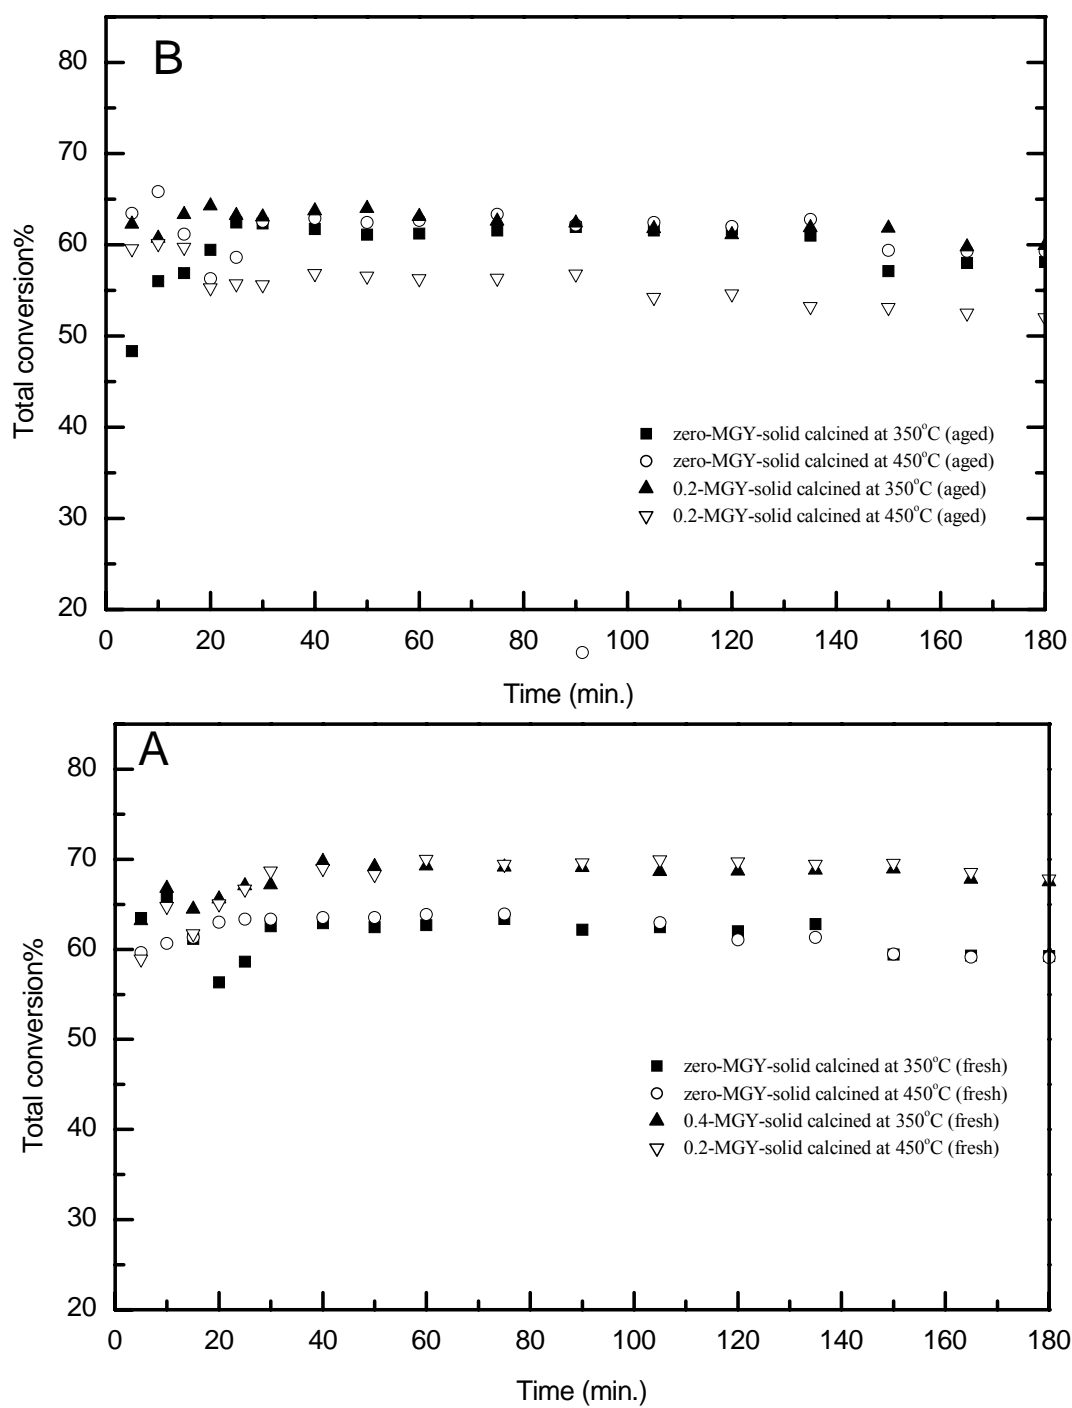 B
80
70
60
50
40
30
20
Total conversion%
zero-MGY-solid calcined at 350°C (aged)
zero-MGY-solid calcined at 450°C (aged)
0.2-MGY-solid calcined at 350°C (aged)
0.2-MGY-solid calcined at 450°C (aged)
0 20 40 60 80 100 120 140 160 180
Time (min.)
A
80
70
60
50
40
30
20
Total conversion%
zero-MGY-solid calcined at 350°C (fresh)
zero-MGY-solid calcined at 450°C (fresh)
0.4-MGY-solid calcined at 350°C (fresh)
0.2-MGY-solid calcined at 450°C (fresh)
0 20 40 60 80 100 120 140 160 180
Time (min.)